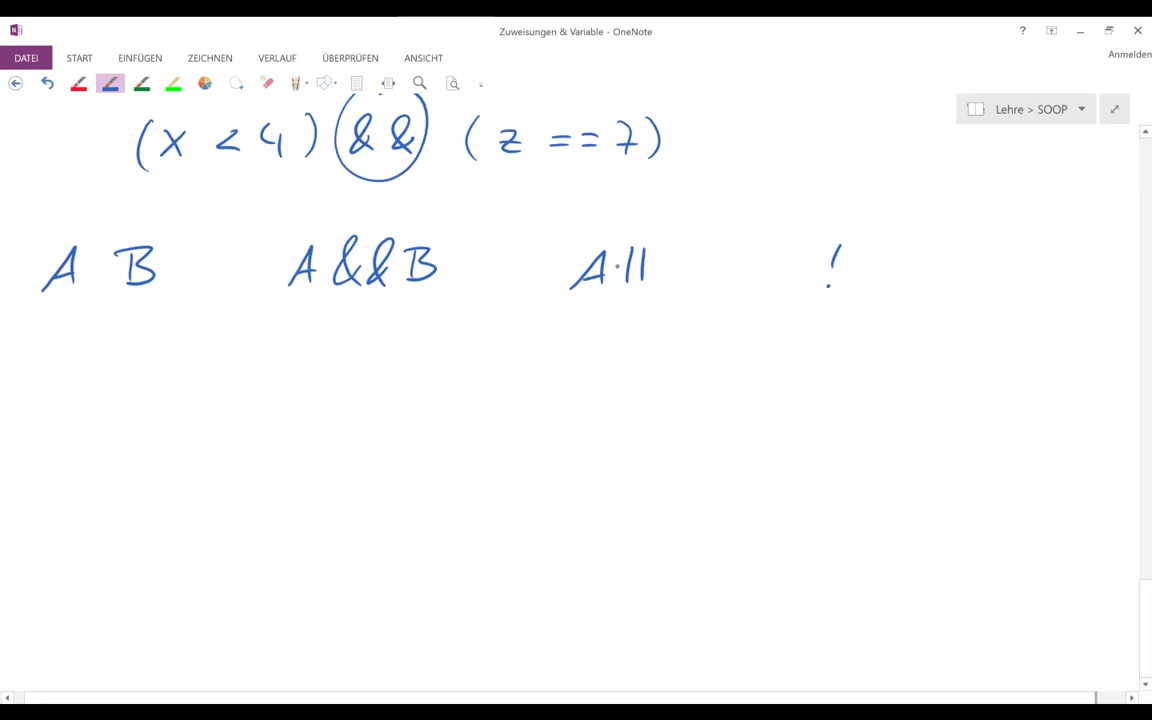 Zuweisungen & Variable - OneNote
?
DATEI START EINFÜGEN ZEICHNEN VERLAUF ÜBERPRÜFEN ANSICHT
Anmelden
Lehre > SOOP
(x < 4) && (z == 7)
A B A && B A || !